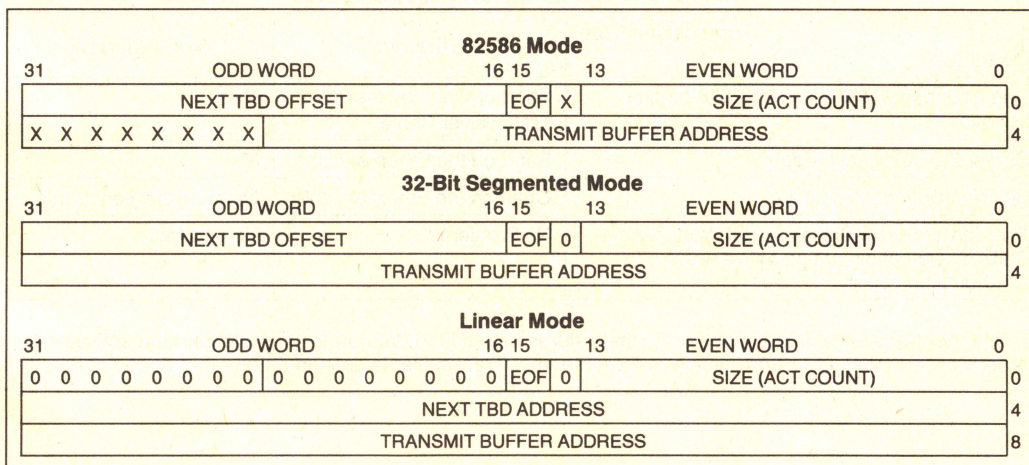 82586 Mode
31 ODD WORD 16 15 13 EVEN WORD 0
NEXT TBD OFFSET EOF X SIZE (ACT COUNT) 0
X X X X X X X X TRANSMIT BUFFER ADDRESS 4
32-Bit Segmented Mode
31 ODD WORD 16 15 13 EVEN WORD 0
NEXT TBD OFFSET EOF 0 SIZE (ACT COUNT) 0
TRANSMIT BUFFER ADDRESS 4
Linear Mode
31 ODD WORD 16 15 13 EVEN WORD 0
0 0 0 0 0 0 0 0 0 0 0 0 0 0 0 0 EOF 0 SIZE (ACT COUNT) 0
NEXT TBD ADDRESS 4
TRANSMIT BUFFER ADDRESS 8